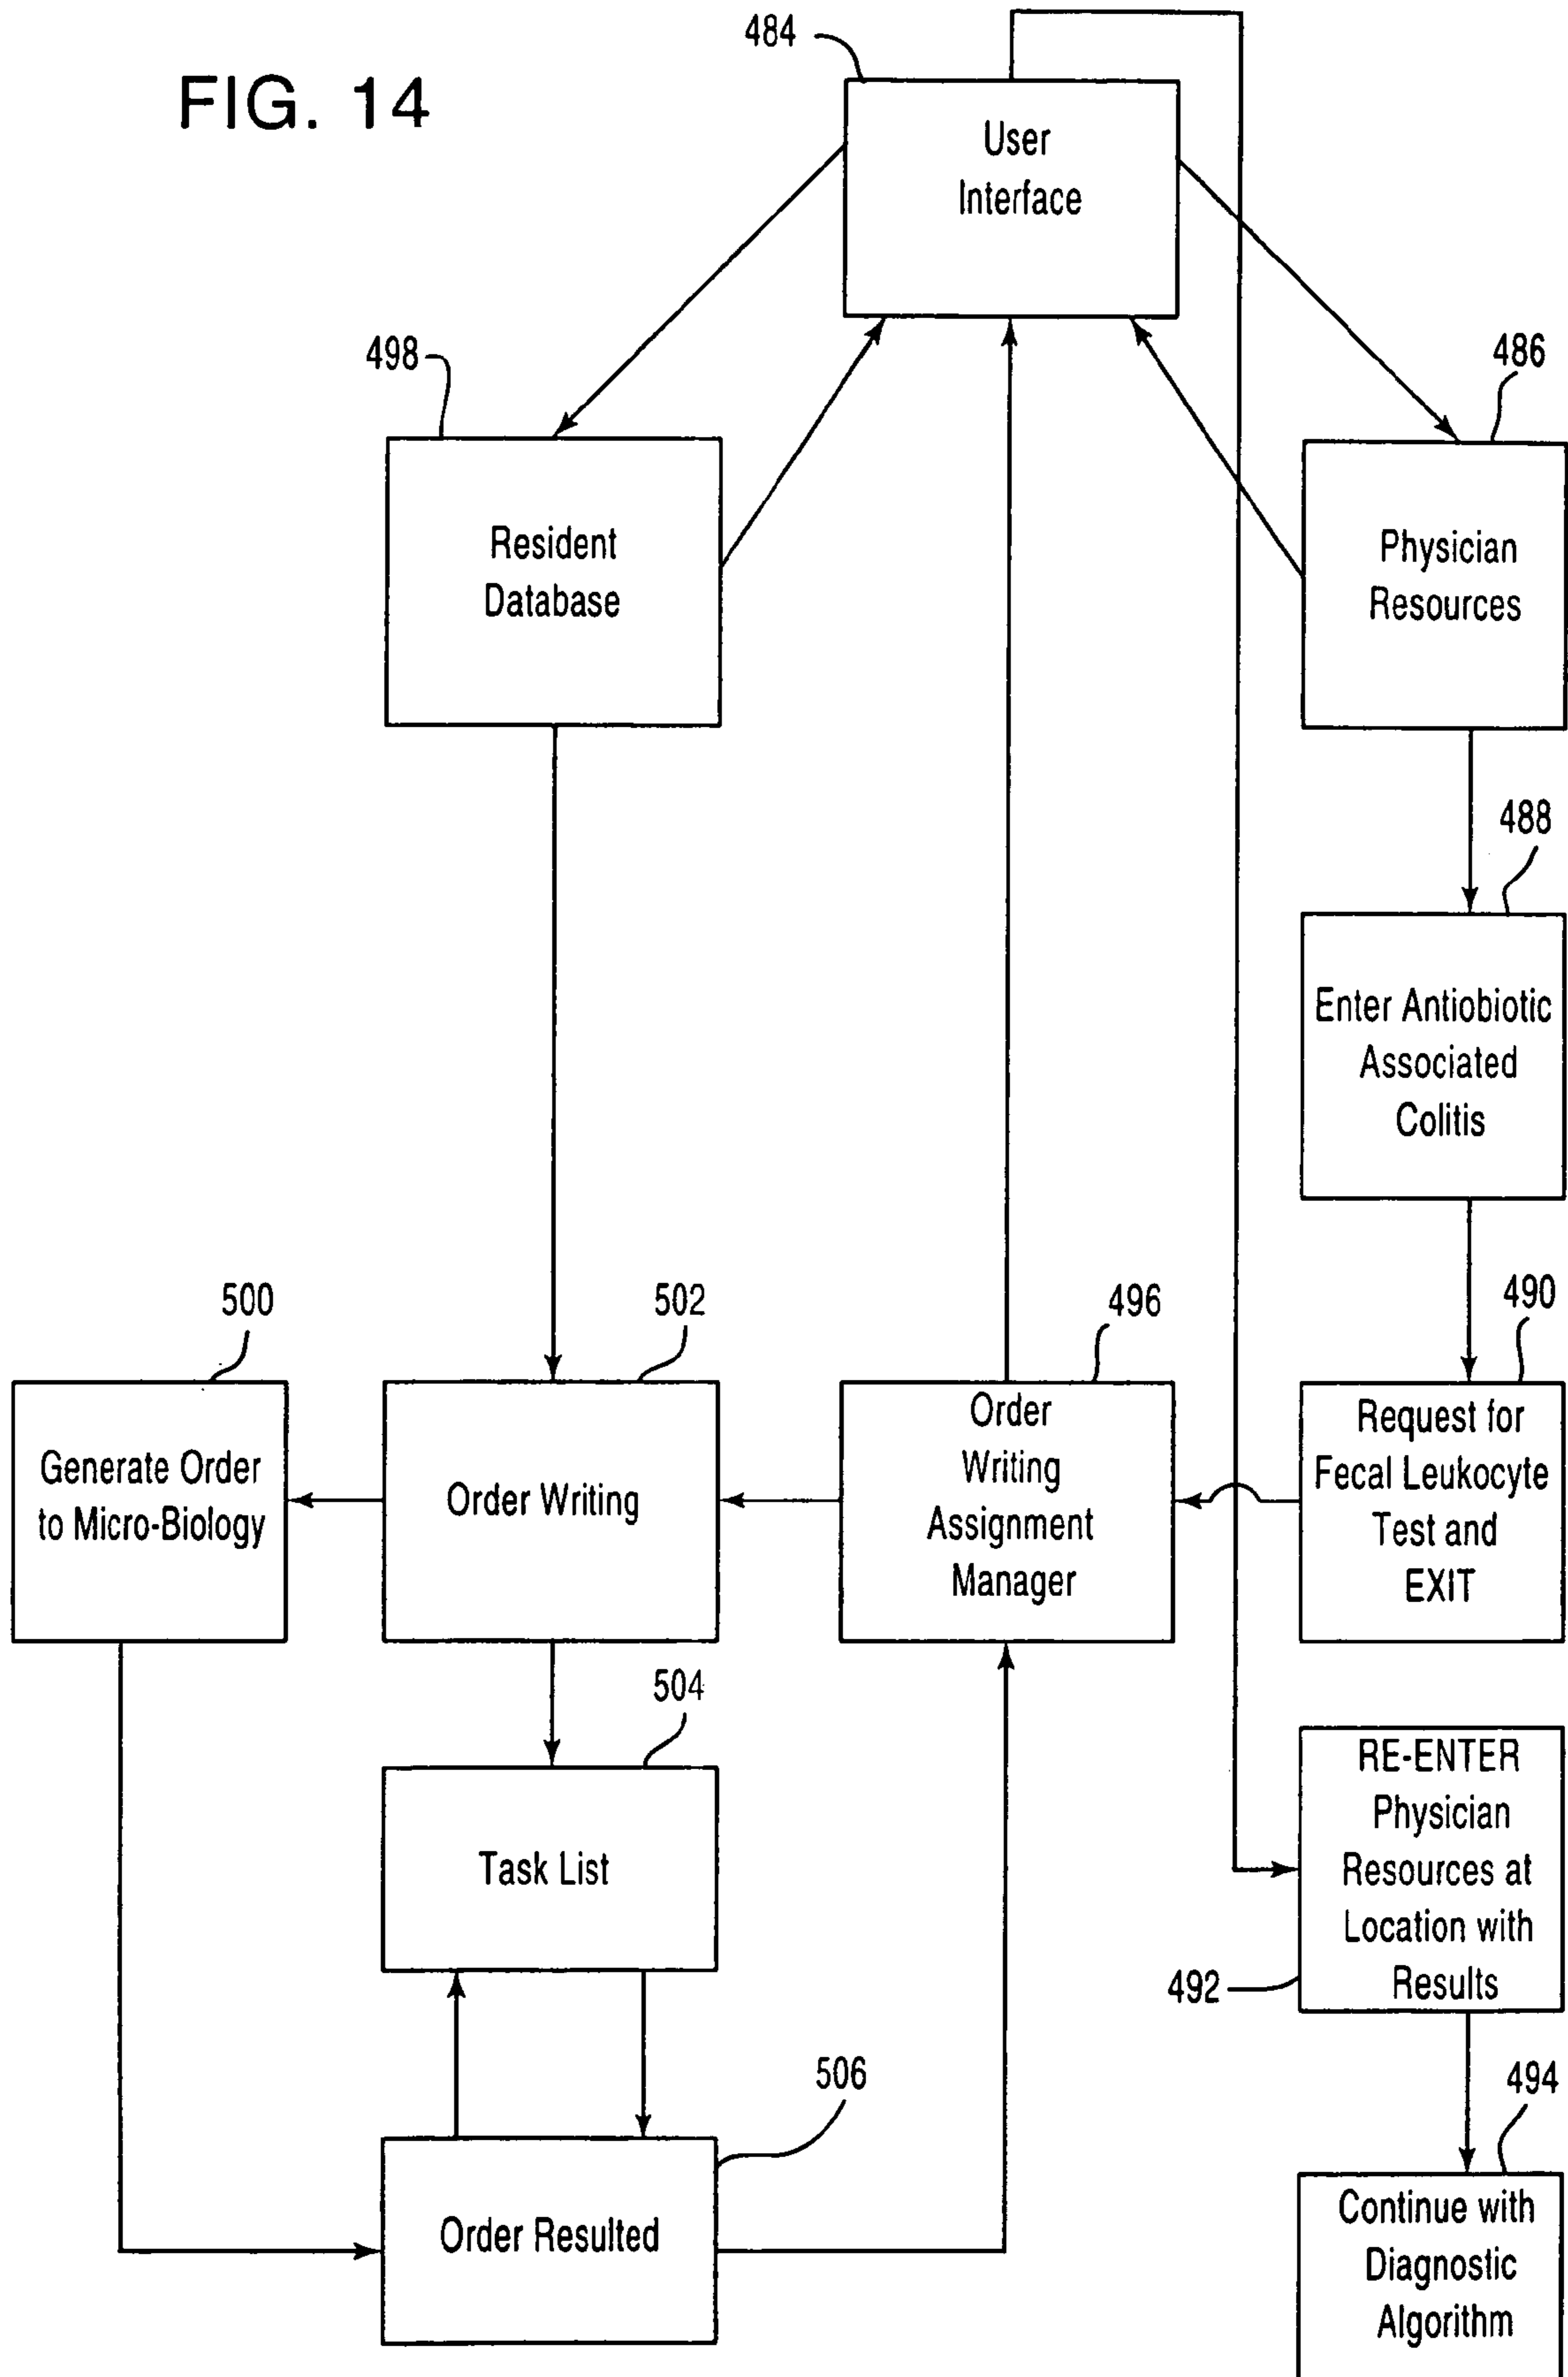 FIG. 14
484
User
Interface
498
Resident
Database
486
Physician
Resources
488
Enter Antiobiotic
Associated
Colitis
500
Generate Order
to Micro-Biology
502
Order Writing
496
Order
Writing
Assignment
Manager
490
Request for
Fecal Leukocyte
Test and
EXIT
504
Task List
RE-ENTER
Physician
Resources at
Location with
Results
492
506
Order Resulted
494
Continue with
Diagnostic
Algorithm